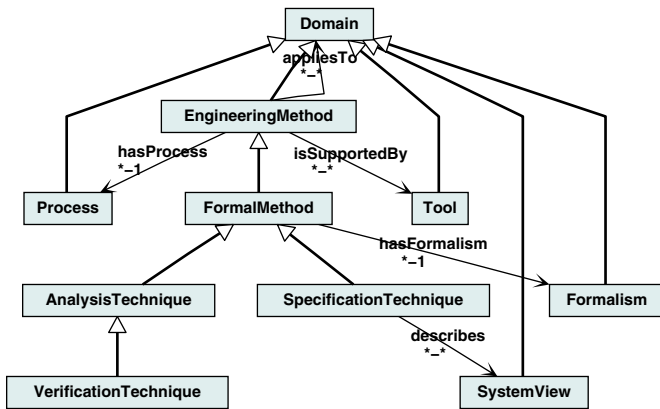 Domain
appliesTo
*–*
EngineeringMethod
hasProcess
*–1
isSupportedBy
*–*
Process
FormalMethod
Tool
hasFormalism
*–1
AnalysisTechnique
SpecificationTechnique
Formalism
describes
*–*
VerificationTechnique
SystemView